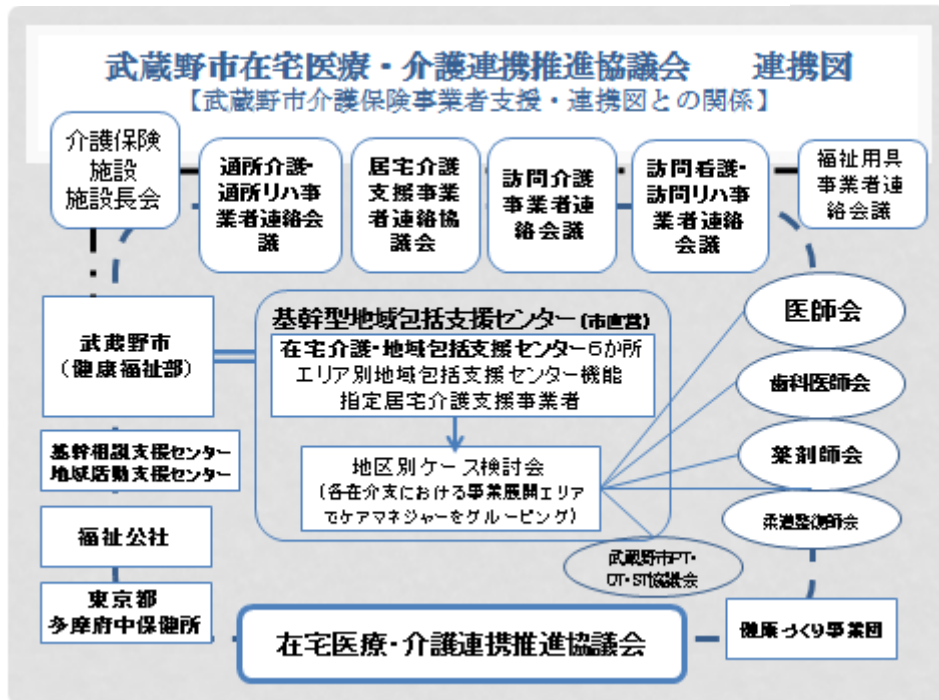 武蔵野市在宅医療・介護連携推進協議会　連携図
【武蔵野市介護保険事業者支援・連携図との関係】
介護保険
施設
施設長会
通所介護・
通所リハ事
業者連絡会
議
居宅介護
支援事業
者連絡協
議会
訪問介護
事業者連
絡会議
訪問看護・
訪問リハ事
業者連絡
会議
福祉用具
事業者連
絡会議
武蔵野市
(健康福祉部)
基幹相談支援センター
地域活動支援センター
福祉公社
東京都
多摩府中保健所
基幹型地域包括支援センター(市直営)
在宅介護・地域包括支援センター6か所
エリア別地域包括支援センター機能
指定居宅介護支援事業者
地区別ケース検討会
(各在介支における事業展開エリア
でケアマネジャーをグルーピング)
医師会
歯科医師会
薬剤師会
柔道整復師会
武蔵野市PT・
OT・ST協議会
在宅医療・介護連携推進協議会
健康づくり事業団